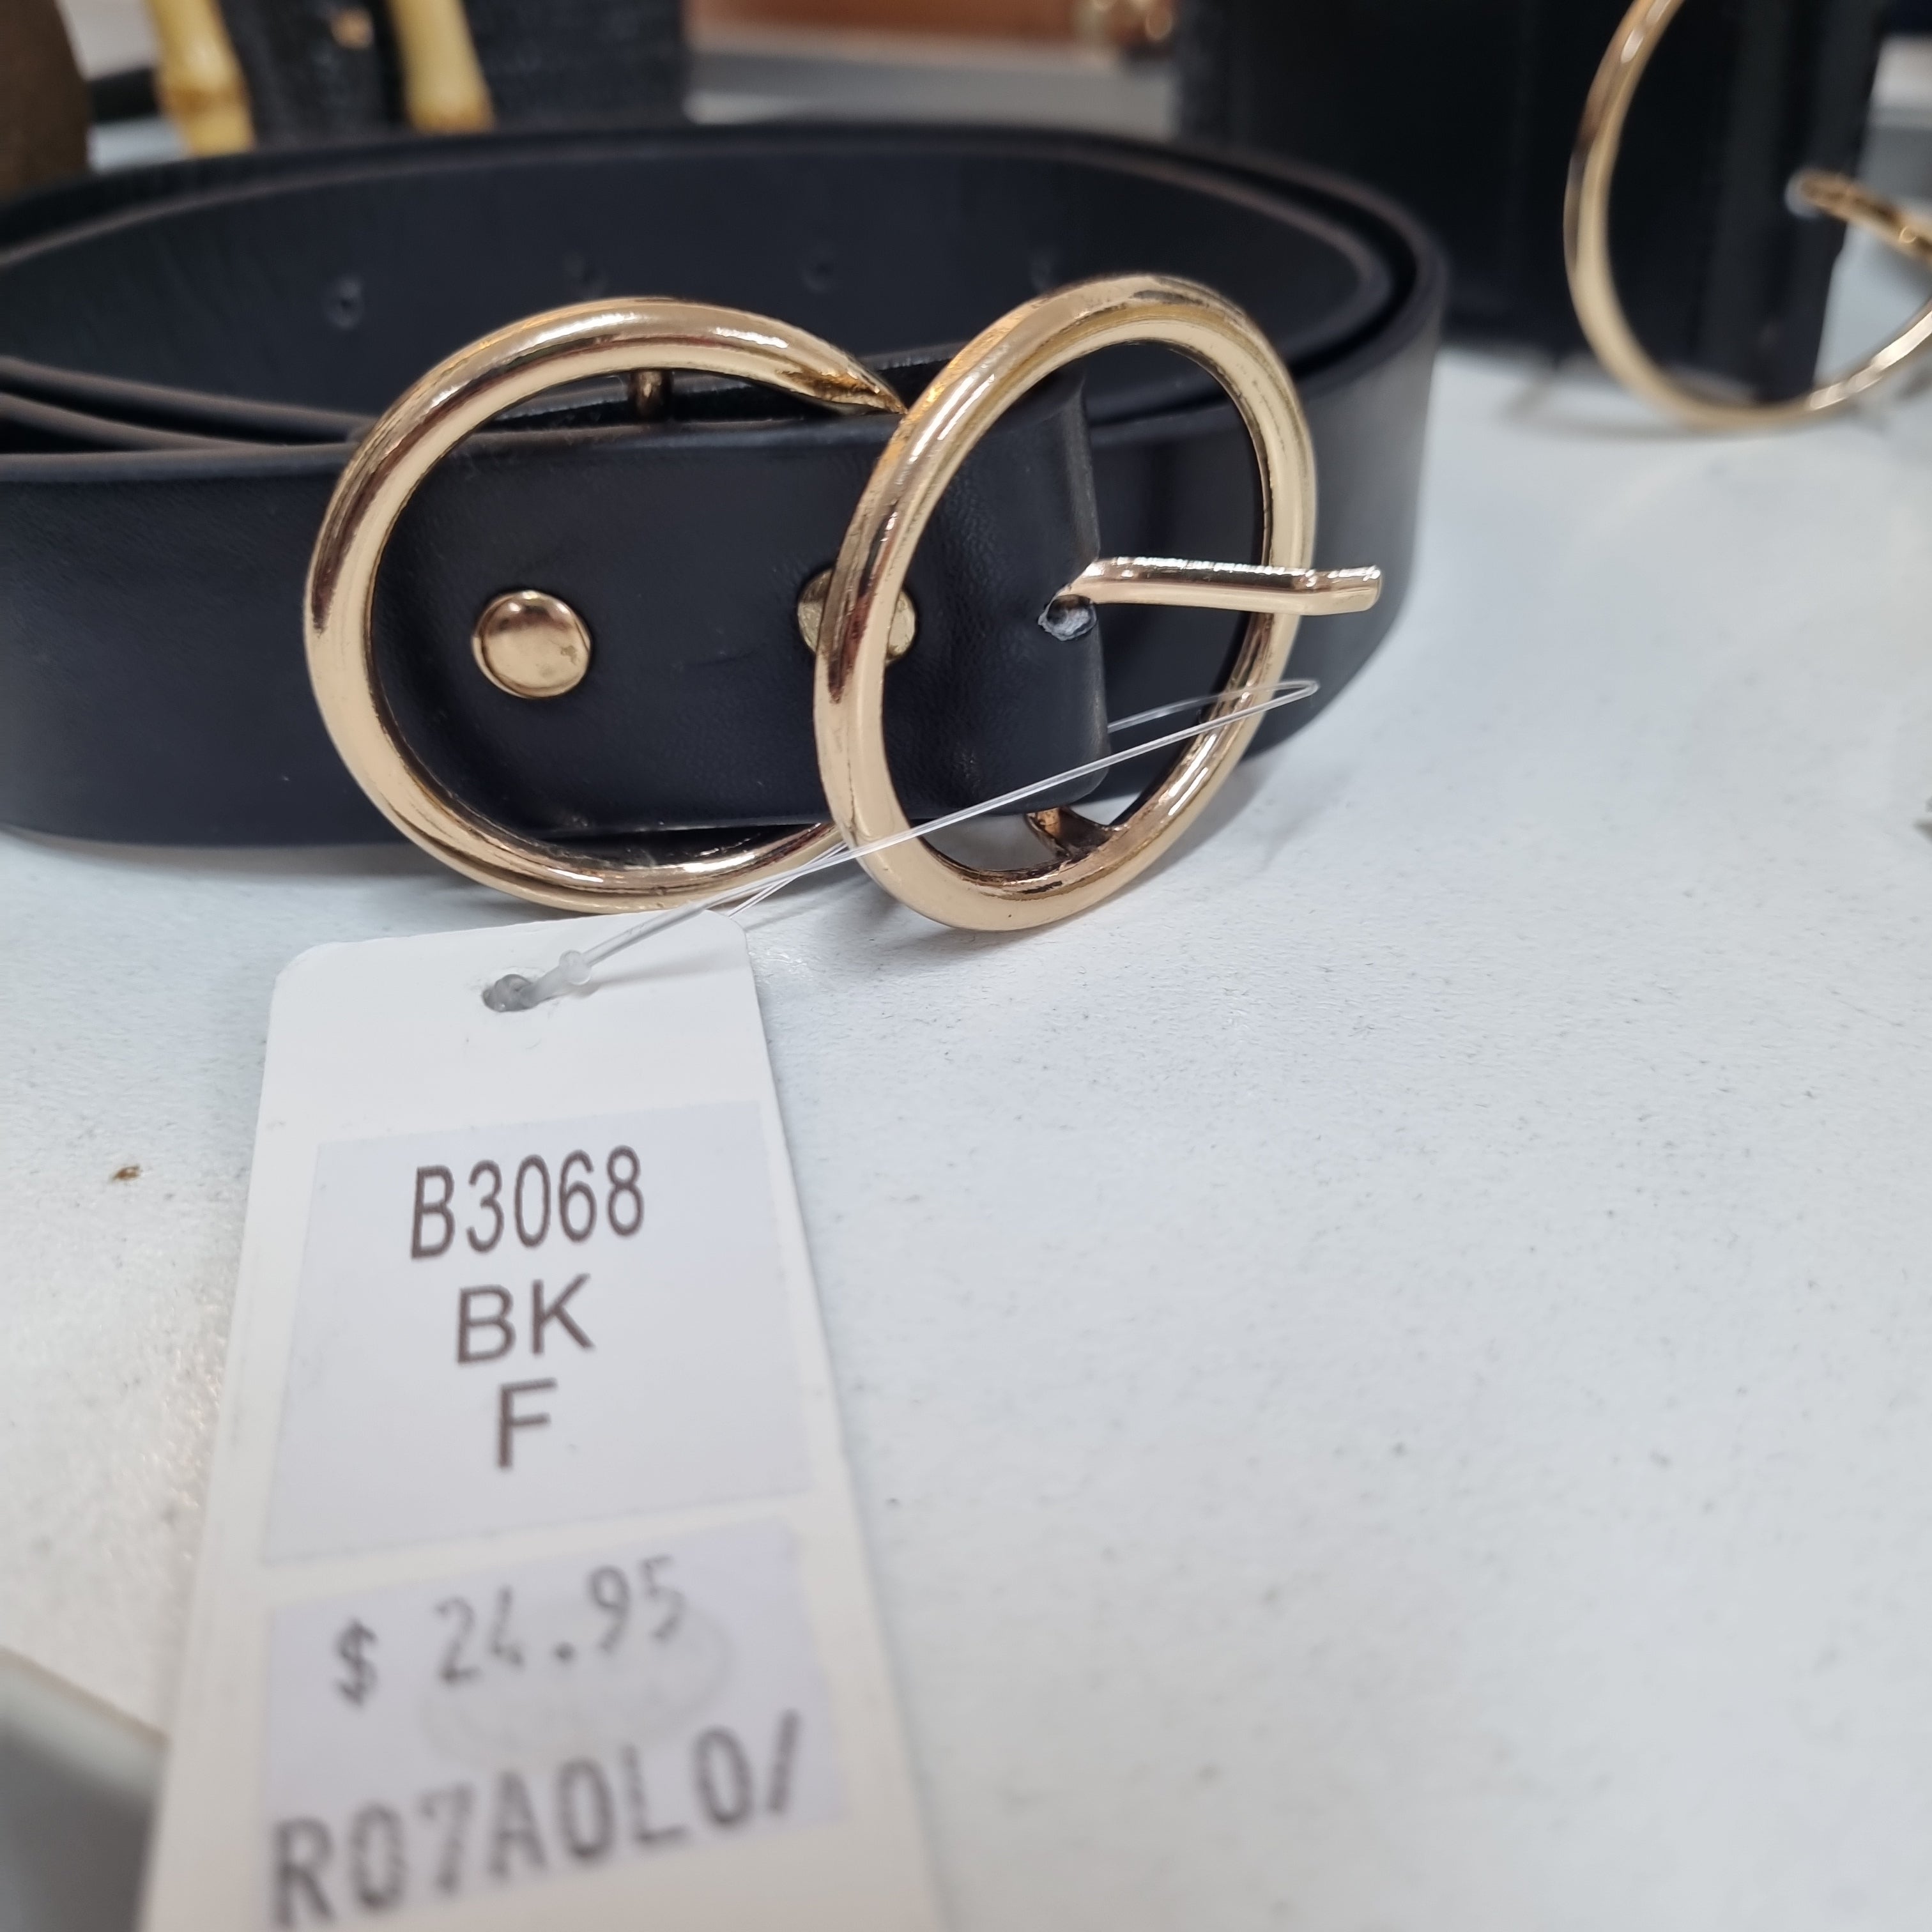 B3068
BK
F
$ 24.95
R07A0L0/